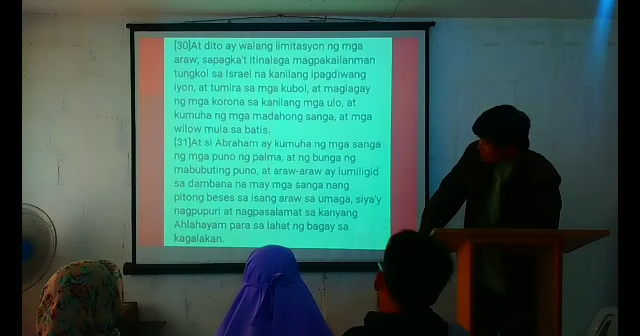 [30]At dito ay walang limitasyon ng mga
araw; sapagka't itinalaga magpakailanman
tungkol sa Israel na kanilang ipagdiwang
iyon, at tumira sa mga kubol, at maglagay
ng mga korona sa kanilang mga ulo, at
kumuha ng mga madahong sanga, at mga
wilow mula sa batis.
[31]At si Abraham ay kumuha ng mga sanga
ng mga puno ng palma, at ng bunga ng
mabubuting puno, at araw-araw ay lumiligid
sa dambana na may mga sanga nang
pitong beses sa isang araw sa umaga, siya'y
nagpupuri at nagpasalamat sa kanyang
Ahlahayam para sa lahat ng bagay sa
kagalakan.